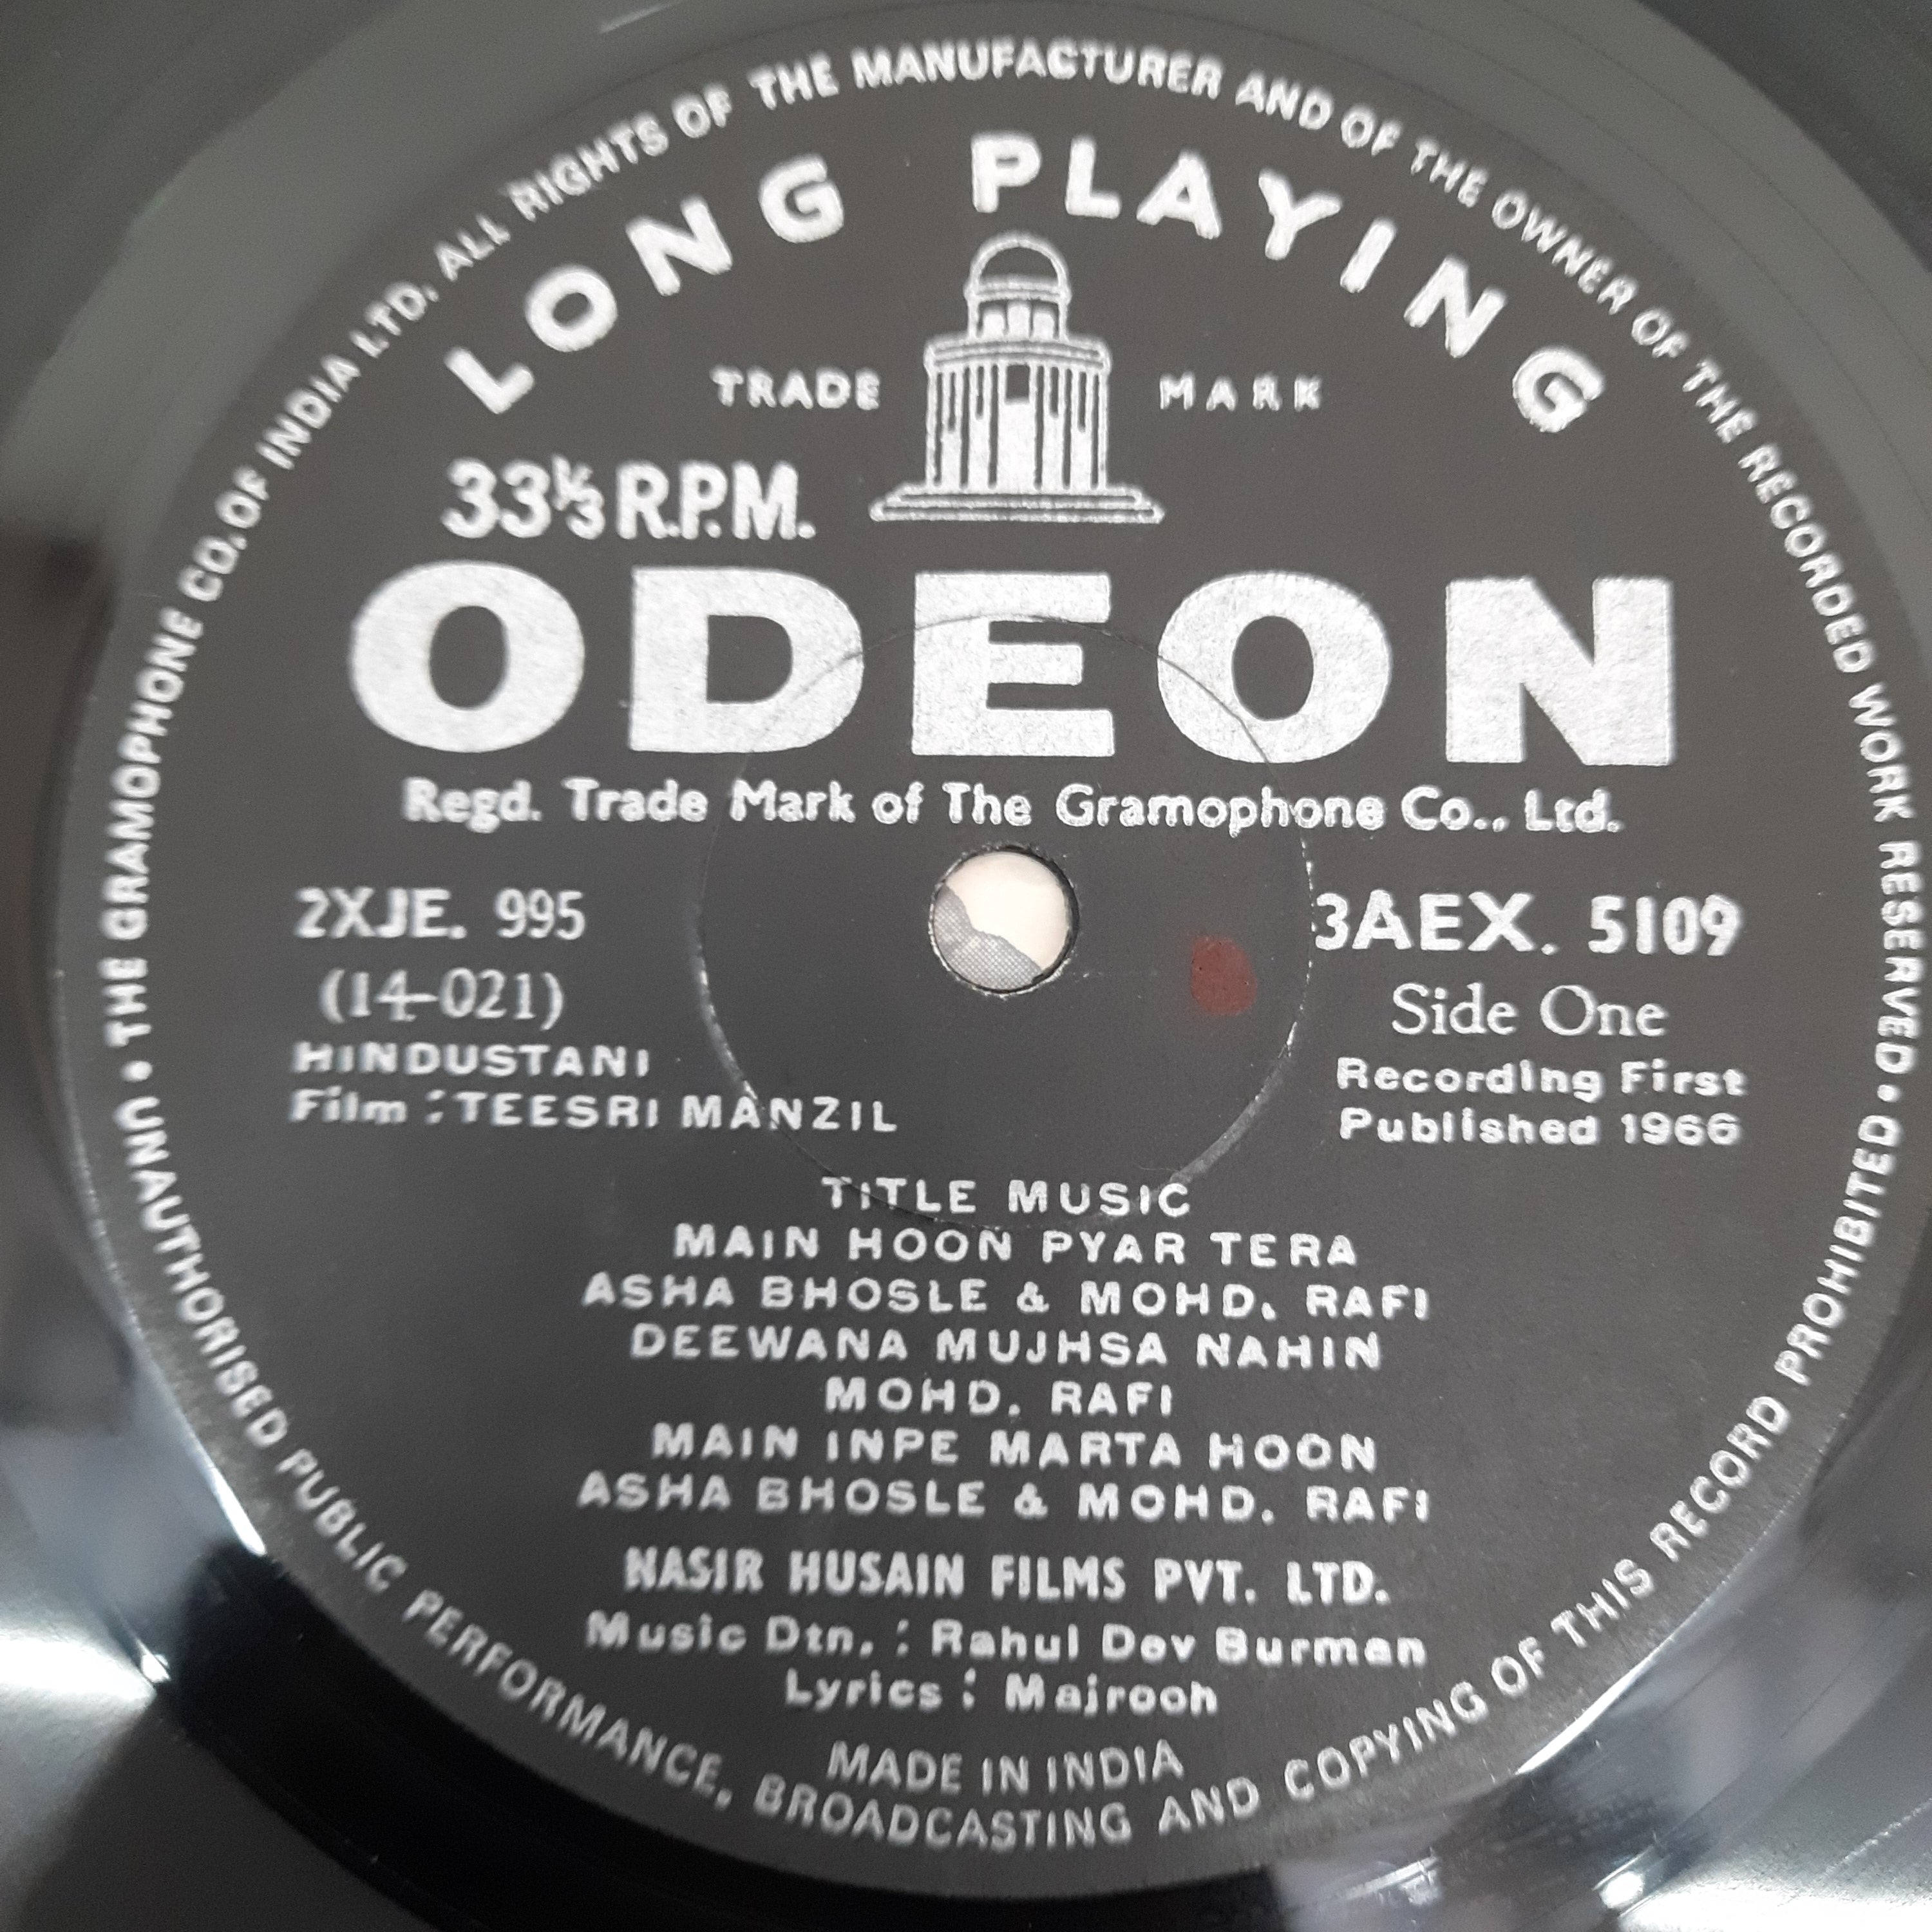 • THE GRAMOPHONE CO. OF INDIA LTD. ALL RIGHTS OF THE MANUFACTURER AND OF THE OWNER OF THE RECORDED WORK RESERVED •
LONG PLAYING
TRADE MARK
33⅓ R.P.M.
ODEON
Regd. Trade Mark of The Gramophone Co., Ltd.
2XJE. 995
3AEX. 5109
(14-021)
Side One
HINDUSTANI
Recording First
Film : TEESRI MANZIL
Published 1966
TITLE MUSIC
MAIN HOON PYAR TERA
ASHA BHOSLE & MOHD. RAFI
DEEWANA MUJHSA NAHIN
MOHD. RAFI
MAIN INPE MARTA HOON
ASHA BHOSLE & MOHD. RAFI
NASIR HUSAIN FILMS PVT. LTD.
Music Dtn. : Rahul Dev Burman
Lyrics : Majrooh
MADE IN INDIA
UNAUTHORISED PUBLIC PERFORMANCE, BROADCASTING AND COPYING OF THIS RECORD PROHIBITED